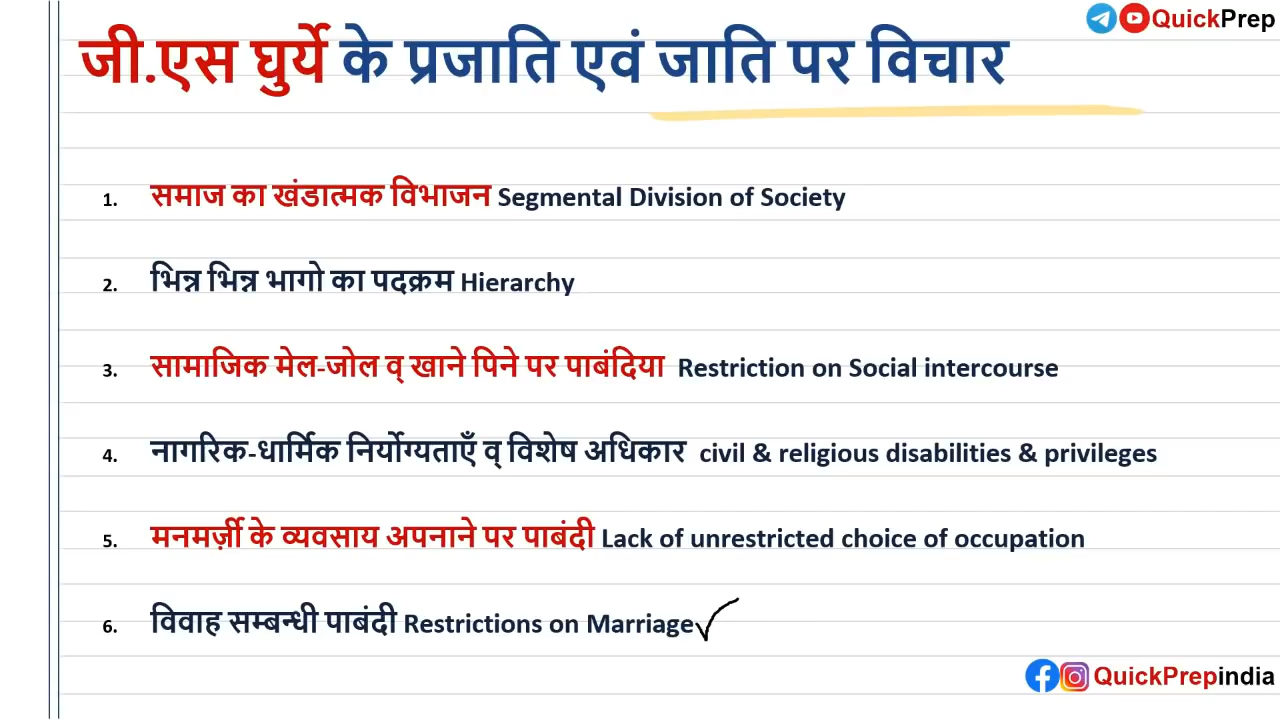 QuickPrep
जी.एस घुर्ये के प्रजाति एवं जाति पर विचार
1. समाज का खंडात्मक विभाजन Segmental Division of Society
2. भिन्न भिन्न भागो का पदक्रम Hierarchy
3. सामाजिक मेल-जोल व् खाने पिने पर पाबंदिया Restriction on Social intercourse
4. नागरिक-धार्मिक निर्योग्यताएँ व् विशेष अधिकार civil & religious disabilities & privileges
5. मनमर्ज़ी के व्यवसाय अपनाने पर पाबंदी Lack of unrestricted choice of occupation
6. विवाह सम्बन्धी पाबंदी Restrictions on Marriage
QuickPrepindia